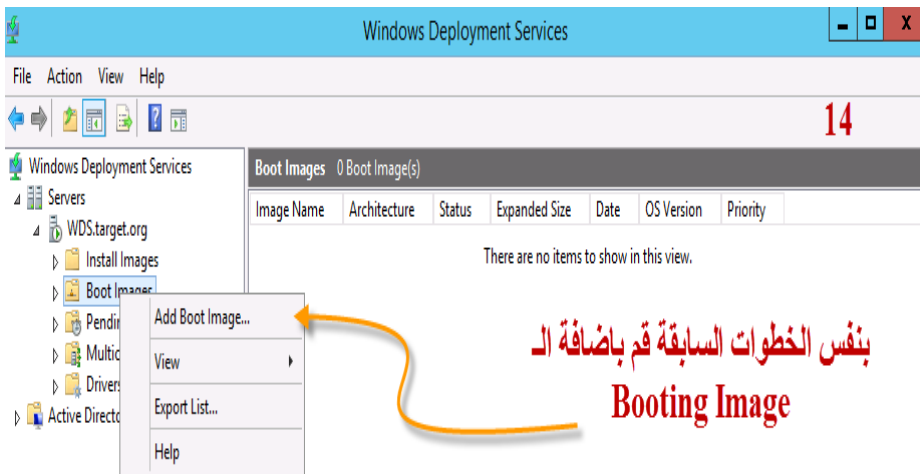 Windows Deployment Services
X
File Action View Help
14
Windows Deployment Services
Servers
WDS.target.org
Install Images
Boot Images
Active Directo
Boot Images 0 Boot Image(s)
Image Name Architecture Status Expanded Size Date OS Version Priority
There are no items to show in this view.
Add Boot Image...
View
Export List...
Help
بنفس الخطوات السابقة قم باضافة الـ
Booting Image